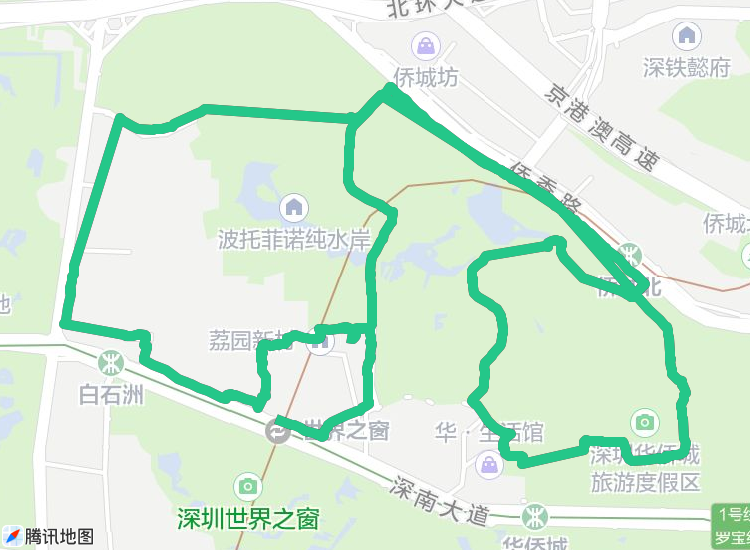 北环大道
侨城坊
深铁懿府
京港澳高速
侨香路
侨城北
波托菲诺纯水岸
荔园新村
白石洲
世界之窗
华·生活馆
深圳华侨城
旅游度假区
深南大道
深圳世界之窗
1号线
罗宝线
华侨城
腾讯地图